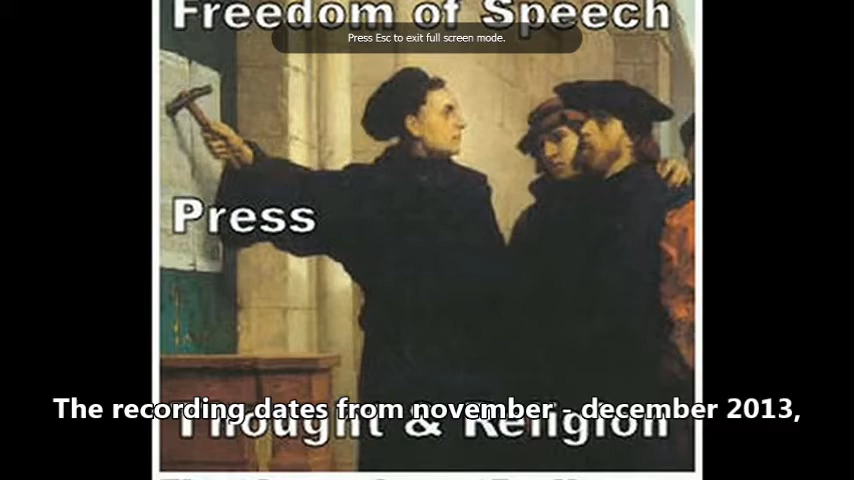 Freedom of Speech
Press Esc to exit full screen mode.
Press
The recording dates from november - december 2013,
Thought & Religion